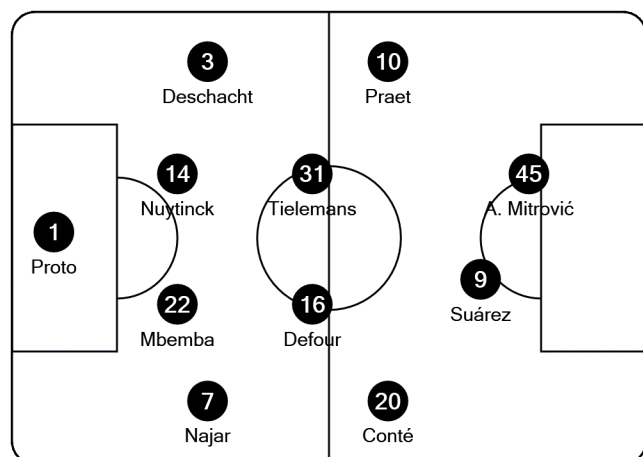 3
Deschacht
10
Praet
14
Nuytinck
31
Tielemans
45
A. Mitrović
1
Proto
9
Suárez
22
Mbemba
16
Defour
7
Najar
20
Conté